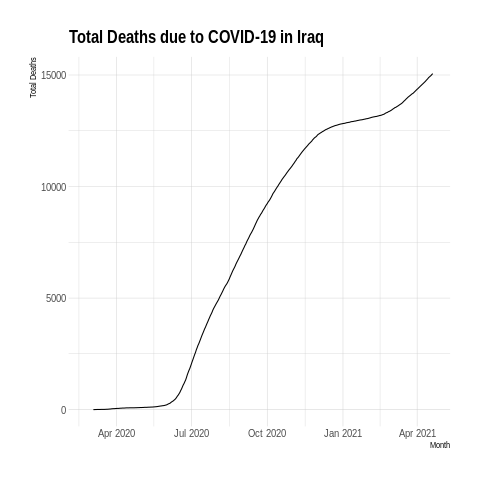 Total Deaths due to COVID-19 in Iraq
Total Deaths
15000
10000
5000
0
Apr 2020 Jul 2020 Oct 2020 Jan 2021 Apr 2021
Month